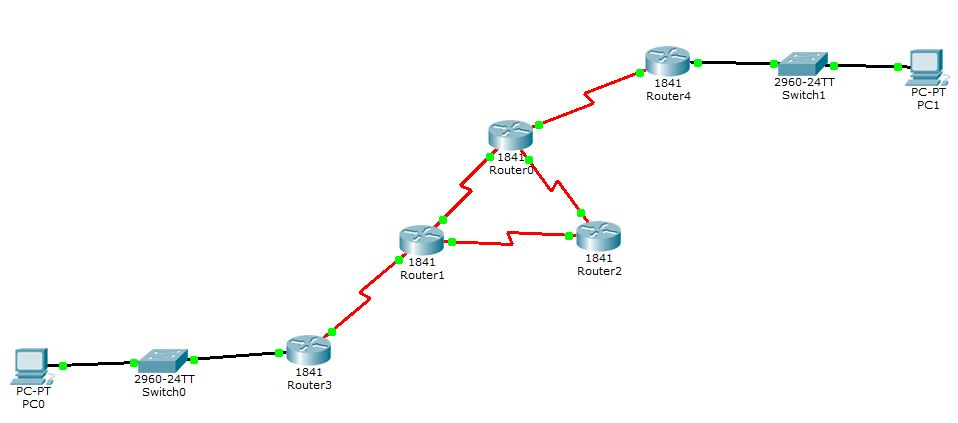 1841
Router4
2960-24TT
Switch1
PC-PT
PC1
1841
Router0
1841
Router1
1841
Router2
1841
Router3
2960-24TT
Switch0
PC-PT
PC0